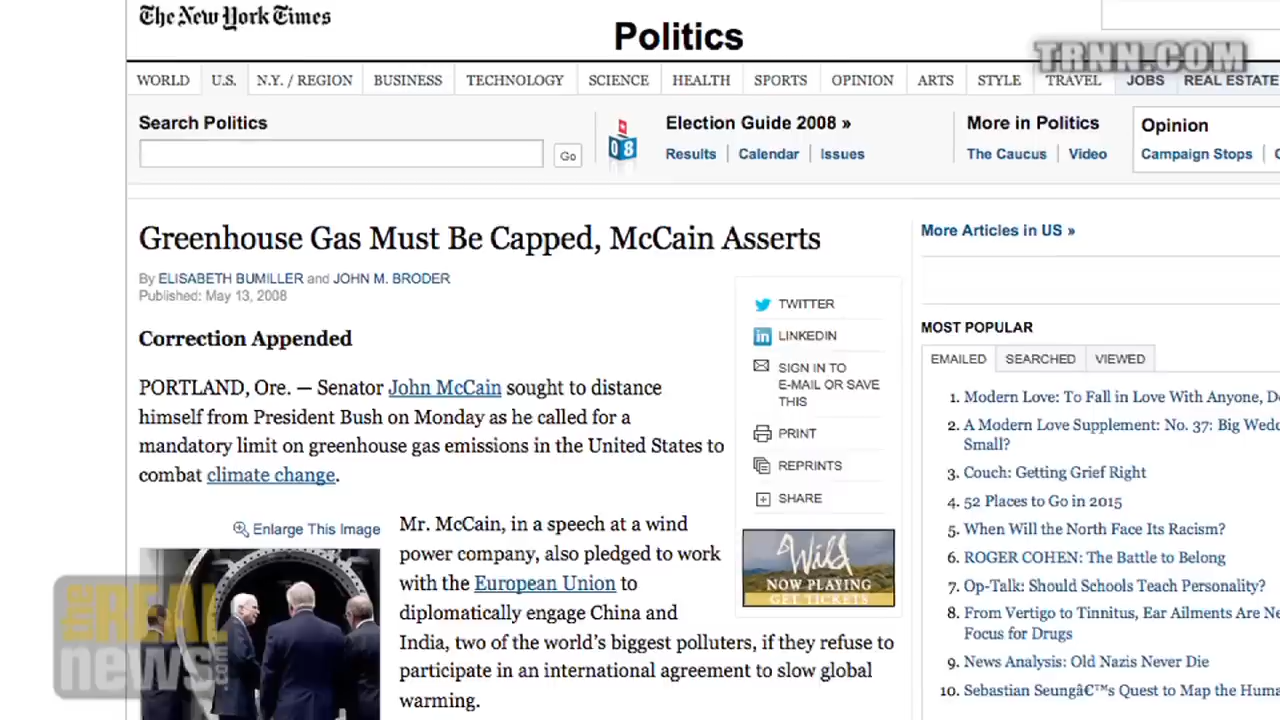 The New York Times
Politics
TRNN.COM
WORLD U.S. N.Y. / REGION BUSINESS TECHNOLOGY SCIENCE HEALTH SPORTS OPINION ARTS STYLE TRAVEL JOBS REAL ESTATE
Search Politics
Go
08
Election Guide 2008 »
Results Calendar Issues
More in Politics
The Caucus Video
Opinion
Campaign Stops
Greenhouse Gas Must Be Capped, McCain Asserts
By ELISABETH BUMILLER and JOHN M. BRODER
Published: May 13, 2008
Correction Appended
PORTLAND, Ore. — Senator John McCain sought to distance
himself from President Bush on Monday as he called for a
mandatory limit on greenhouse gas emissions in the United States to
combat climate change.
Enlarge This Image
Mr. McCain, in a speech at a wind
power company, also pledged to work
with the European Union to
diplomatically engage China and
India, two of the world's biggest polluters, if they refuse to
participate in an international agreement to slow global
warming.
TWITTER
LINKEDIN
SIGN IN TO
E-MAIL OR SAVE
THIS
PRINT
REPRINTS
SHARE
Wild
NOW PLAYING
GET TICKETS
More Articles in US »
MOST POPULAR
EMAILED SEARCHED VIEWED
1. Modern Love: To Fall in Love With Anyone,
2. A Modern Love Supplement: No. 37: Big
Small?
3. Couch: Getting Grief Right
4. 52 Places to Go in 2015
5. When Will the North Face Its Racism?
6. ROGER COHEN: The Battle to Belong
7. Op-Talk: Should Schools Teach Personality?
8. From Vertigo to Tinnitus, Ear Ailments Are
Focus for Drugs
9. News Analysis: Old Nazis Never Die
10. Sebastian Seungâ€™s Quest to Map the
the REAL
news.com